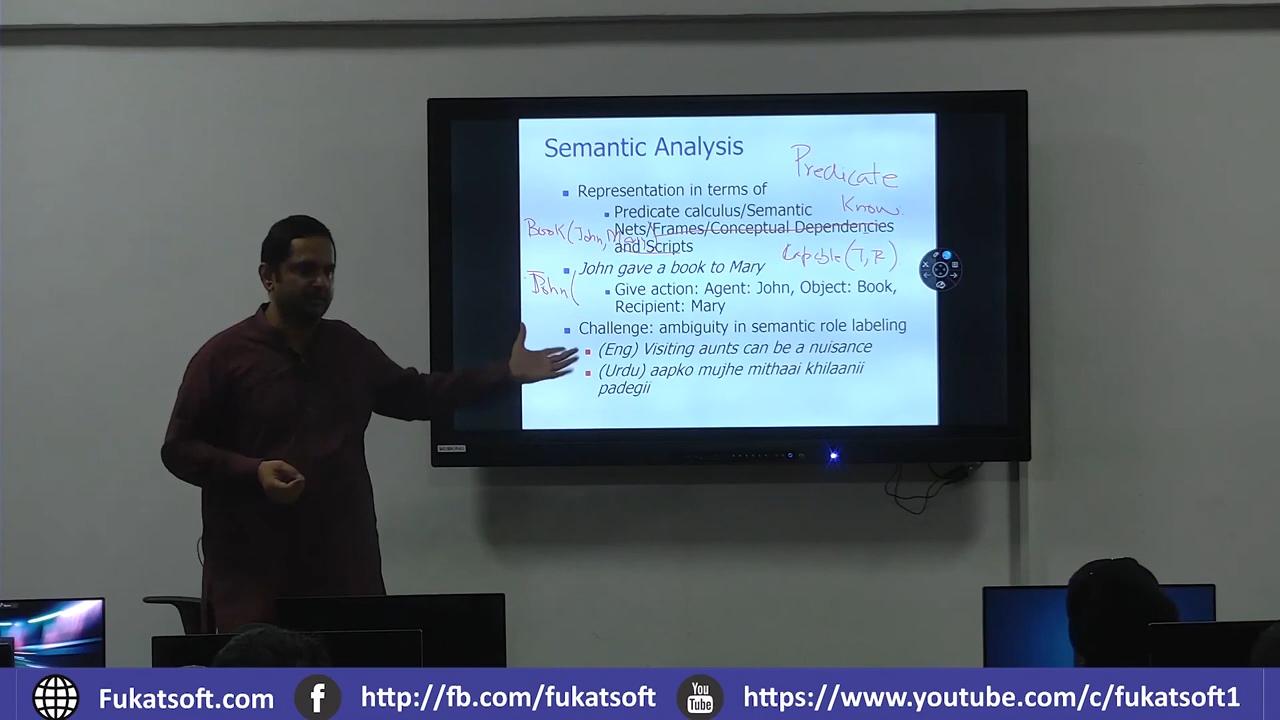 Semantic Analysis
Predicate
Representation in terms of
Predicate calculus/Semantic
Know.
Nets/Frames/Conceptual Dependencies
Book(John,
and Scripts
Capable(T,R)
John gave a book to Mary
John(
Give action: Agent: John, Object: Book,
Recipient: Mary
Challenge: ambiguity in semantic role labeling
(Eng) Visiting aunts can be a nuisance
(Urdu) aapko mujhe mithaai khilaanii
padegii
Fukatsoft.com
http://fb.com/fukatsoft
You
Tube
https://www.youtube.com/c/fukatsoft1